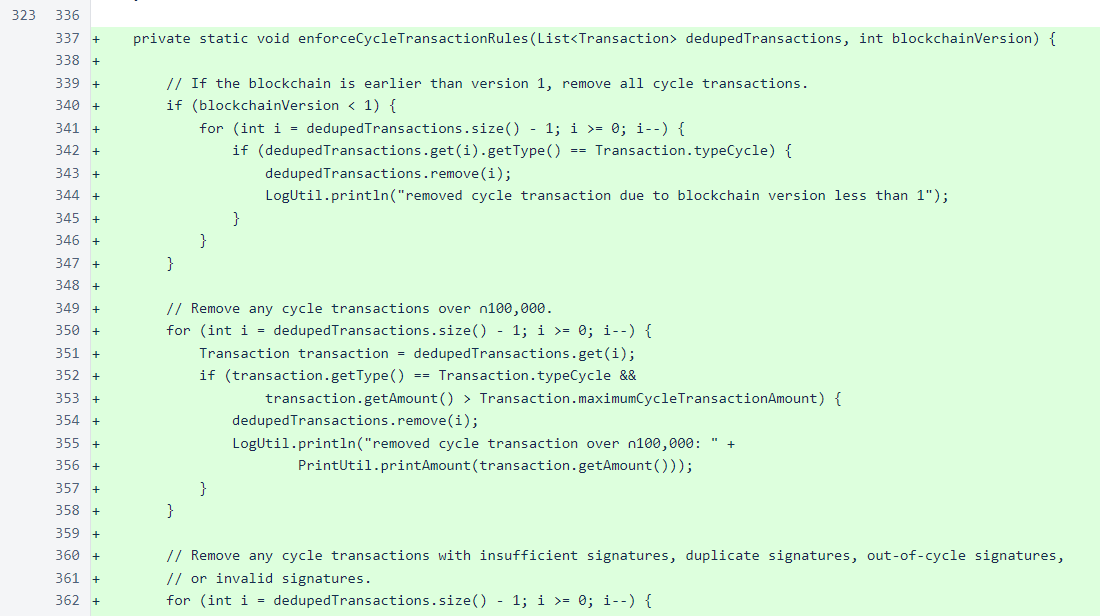 323 336
337 + private static void enforceCycleTransactionRules(List<Transaction> dedupedTransactions, int blockchainVersion) {
338 +
339 + // If the blockchain is earlier than version 1, remove all cycle transactions.
340 + if (blockchainVersion < 1) {
341 + for (int i = dedupedTransactions.size() - 1; i >= 0; i--) {
342 + if (dedupedTransactions.get(i).getType() == Transaction.typeCycle) {
343 + dedupedTransactions.remove(i);
344 + LogUtil.println("removed cycle transaction due to blockchain version less than 1");
345 + }
346 + }
347 + }
348 +
349 + // Remove any cycle transactions over ∩100,000.
350 + for (int i = dedupedTransactions.size() - 1; i >= 0; i--) {
351 + Transaction transaction = dedupedTransactions.get(i);
352 + if (transaction.getType() == Transaction.typeCycle &&
353 + transaction.getAmount() > Transaction.maximumCycleTransactionAmount) {
354 + dedupedTransactions.remove(i);
355 + LogUtil.println("removed cycle transaction over ∩100,000: " +
356 + PrintUtil.printAmount(transaction.getAmount()));
357 + }
358 + }
359 +
360 + // Remove any cycle transactions with insufficient signatures, duplicate signatures, out-of-cycle signatures,
361 + // or invalid signatures.
362 + for (int i = dedupedTransactions.size() - 1; i >= 0; i--) {